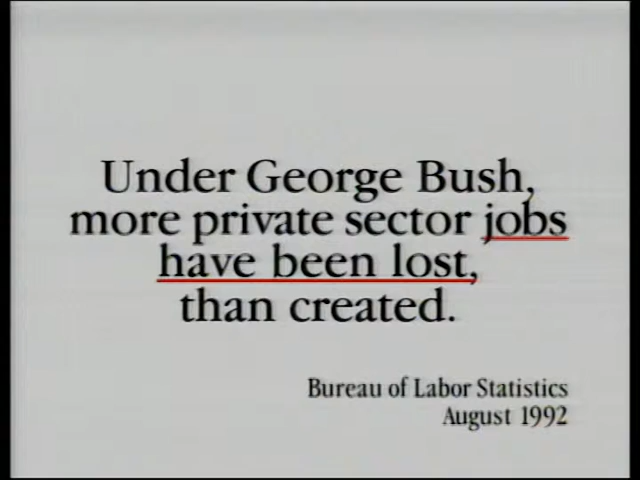 Under George Bush,
more private sector jobs
have been lost,
than created.
Bureau of Labor Statistics
August 1992